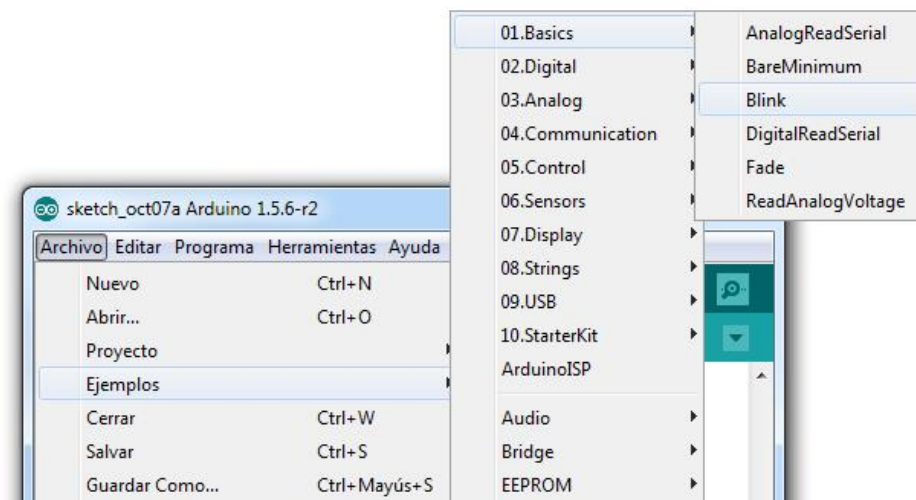 sketch_oct07a Arduino 1.5.6-r2
Archivo Editar Programa Herramientas Ayuda
Nuevo Ctrl+N
Abrir... Ctrl+O
Proyecto
Ejemplos
Cerrar Ctrl+W
Salvar Ctrl+S
Guardar Como... Ctrl+Mayús+S
01.Basics
02.Digital
03.Analog
04.Communication
05.Control
06.Sensors
07.Display
08.Strings
09.USB
10.StarterKit
ArduinoISP
Audio
Bridge
EEPROM
AnalogReadSerial
BareMinimum
Blink
DigitalReadSerial
Fade
ReadAnalogVoltage